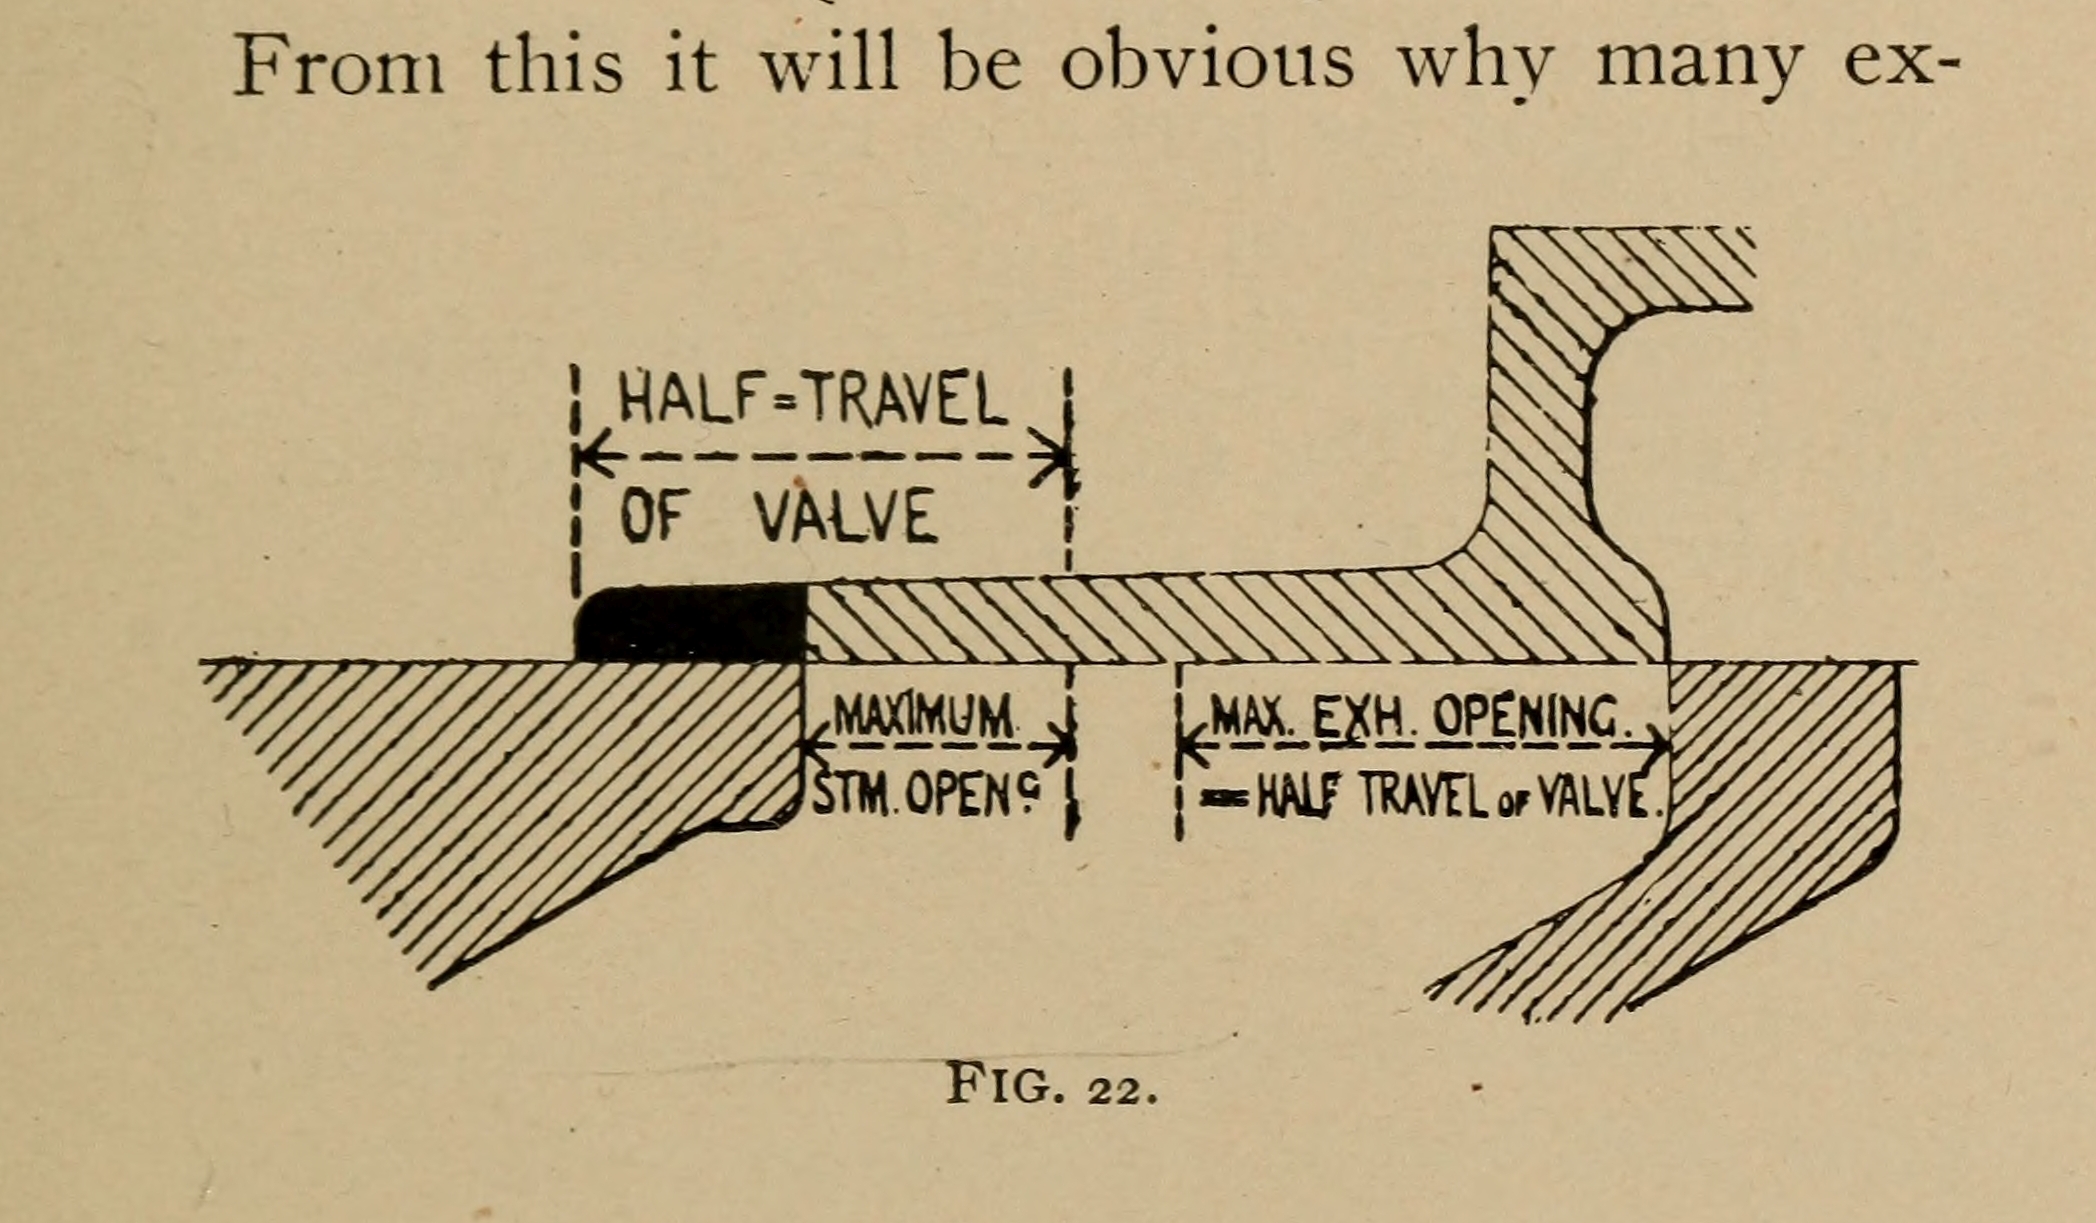 From this it will be obvious why many ex-
HALF=TRAVEL
OF VALVE
MAXIMUM
STM. OPENG
MAX. EXH. OPENING.
= HALF TRAVEL OF VALVE.
FIG. 22.